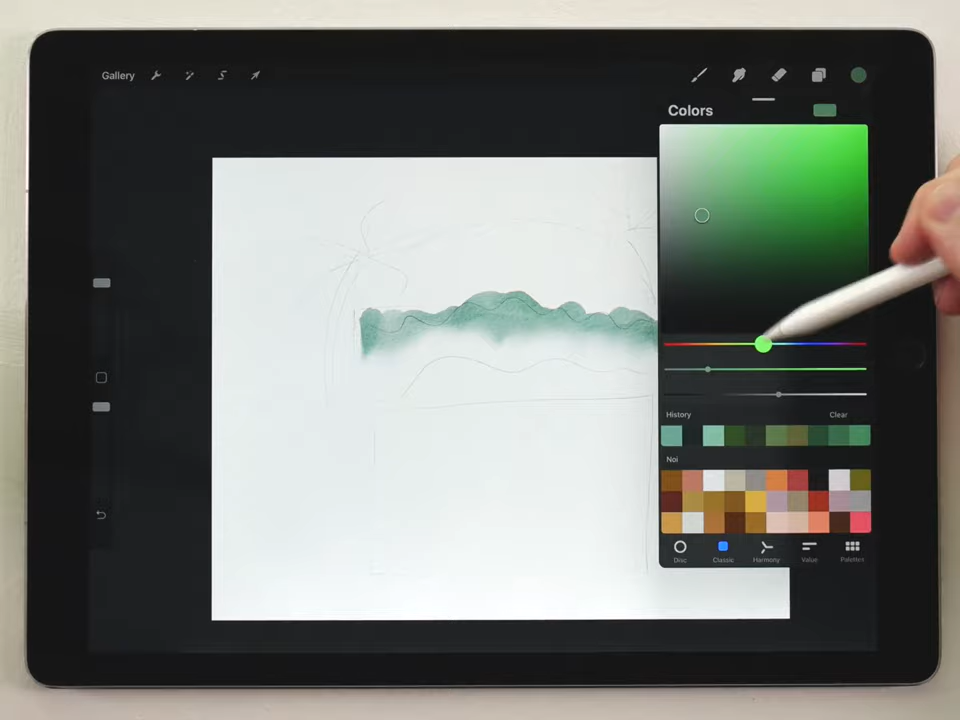 Gallery
Colors
History Clear
Noi
Disc Classic Harmony Value Palettes